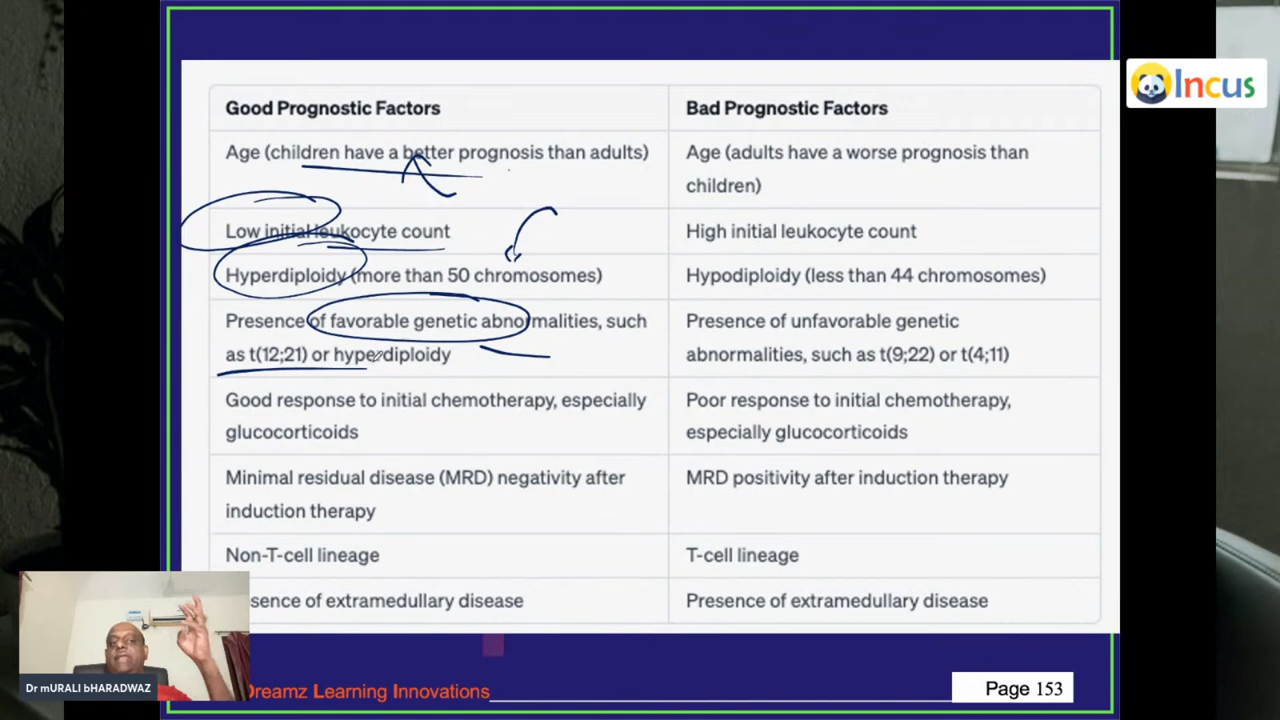 Incus
Good Prognostic Factors
Bad Prognostic Factors
Age (children have a better prognosis than adults)
Age (adults have a worse prognosis than
children)
Low initial leukocyte count
High initial leukocyte count
Hyperdiploidy (more than 50 chromosomes)
Hypodiploidy (less than 44 chromosomes)
Presence of favorable genetic abnormalities, such
as t(12;21) or hyperdiploidy
Presence of unfavorable genetic
abnormalities, such as t(9;22) or t(4;11)
Good response to initial chemotherapy, especially
glucocorticoids
Poor response to initial chemotherapy,
especially glucocorticoids
Minimal residual disease (MRD) negativity after
induction therapy
MRD positivity after induction therapy
Non-T-cell lineage
T-cell lineage
sence of extramedullary disease
Presence of extramedullary disease
Dr mURALI bHARADWAZ
Dreamz Learning Innovations
Page 153